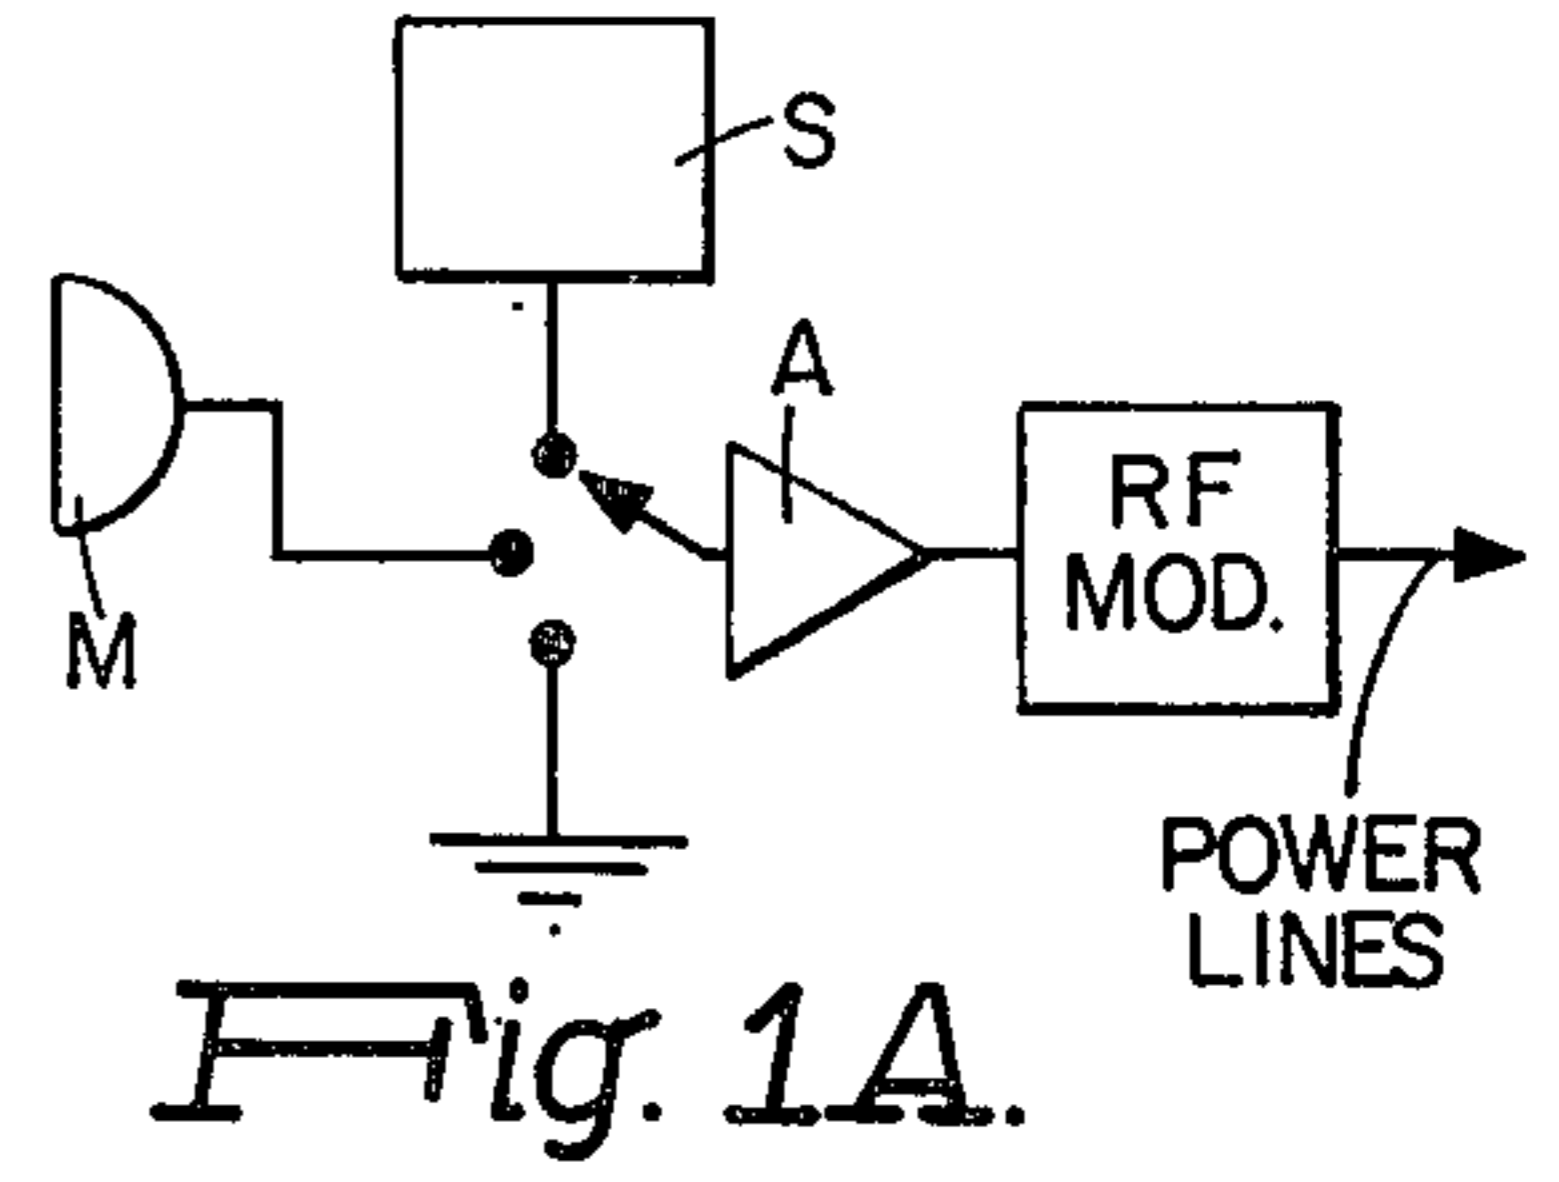 S
A
RF
MOD.
M
POWER
LINES
Fig. 1A.